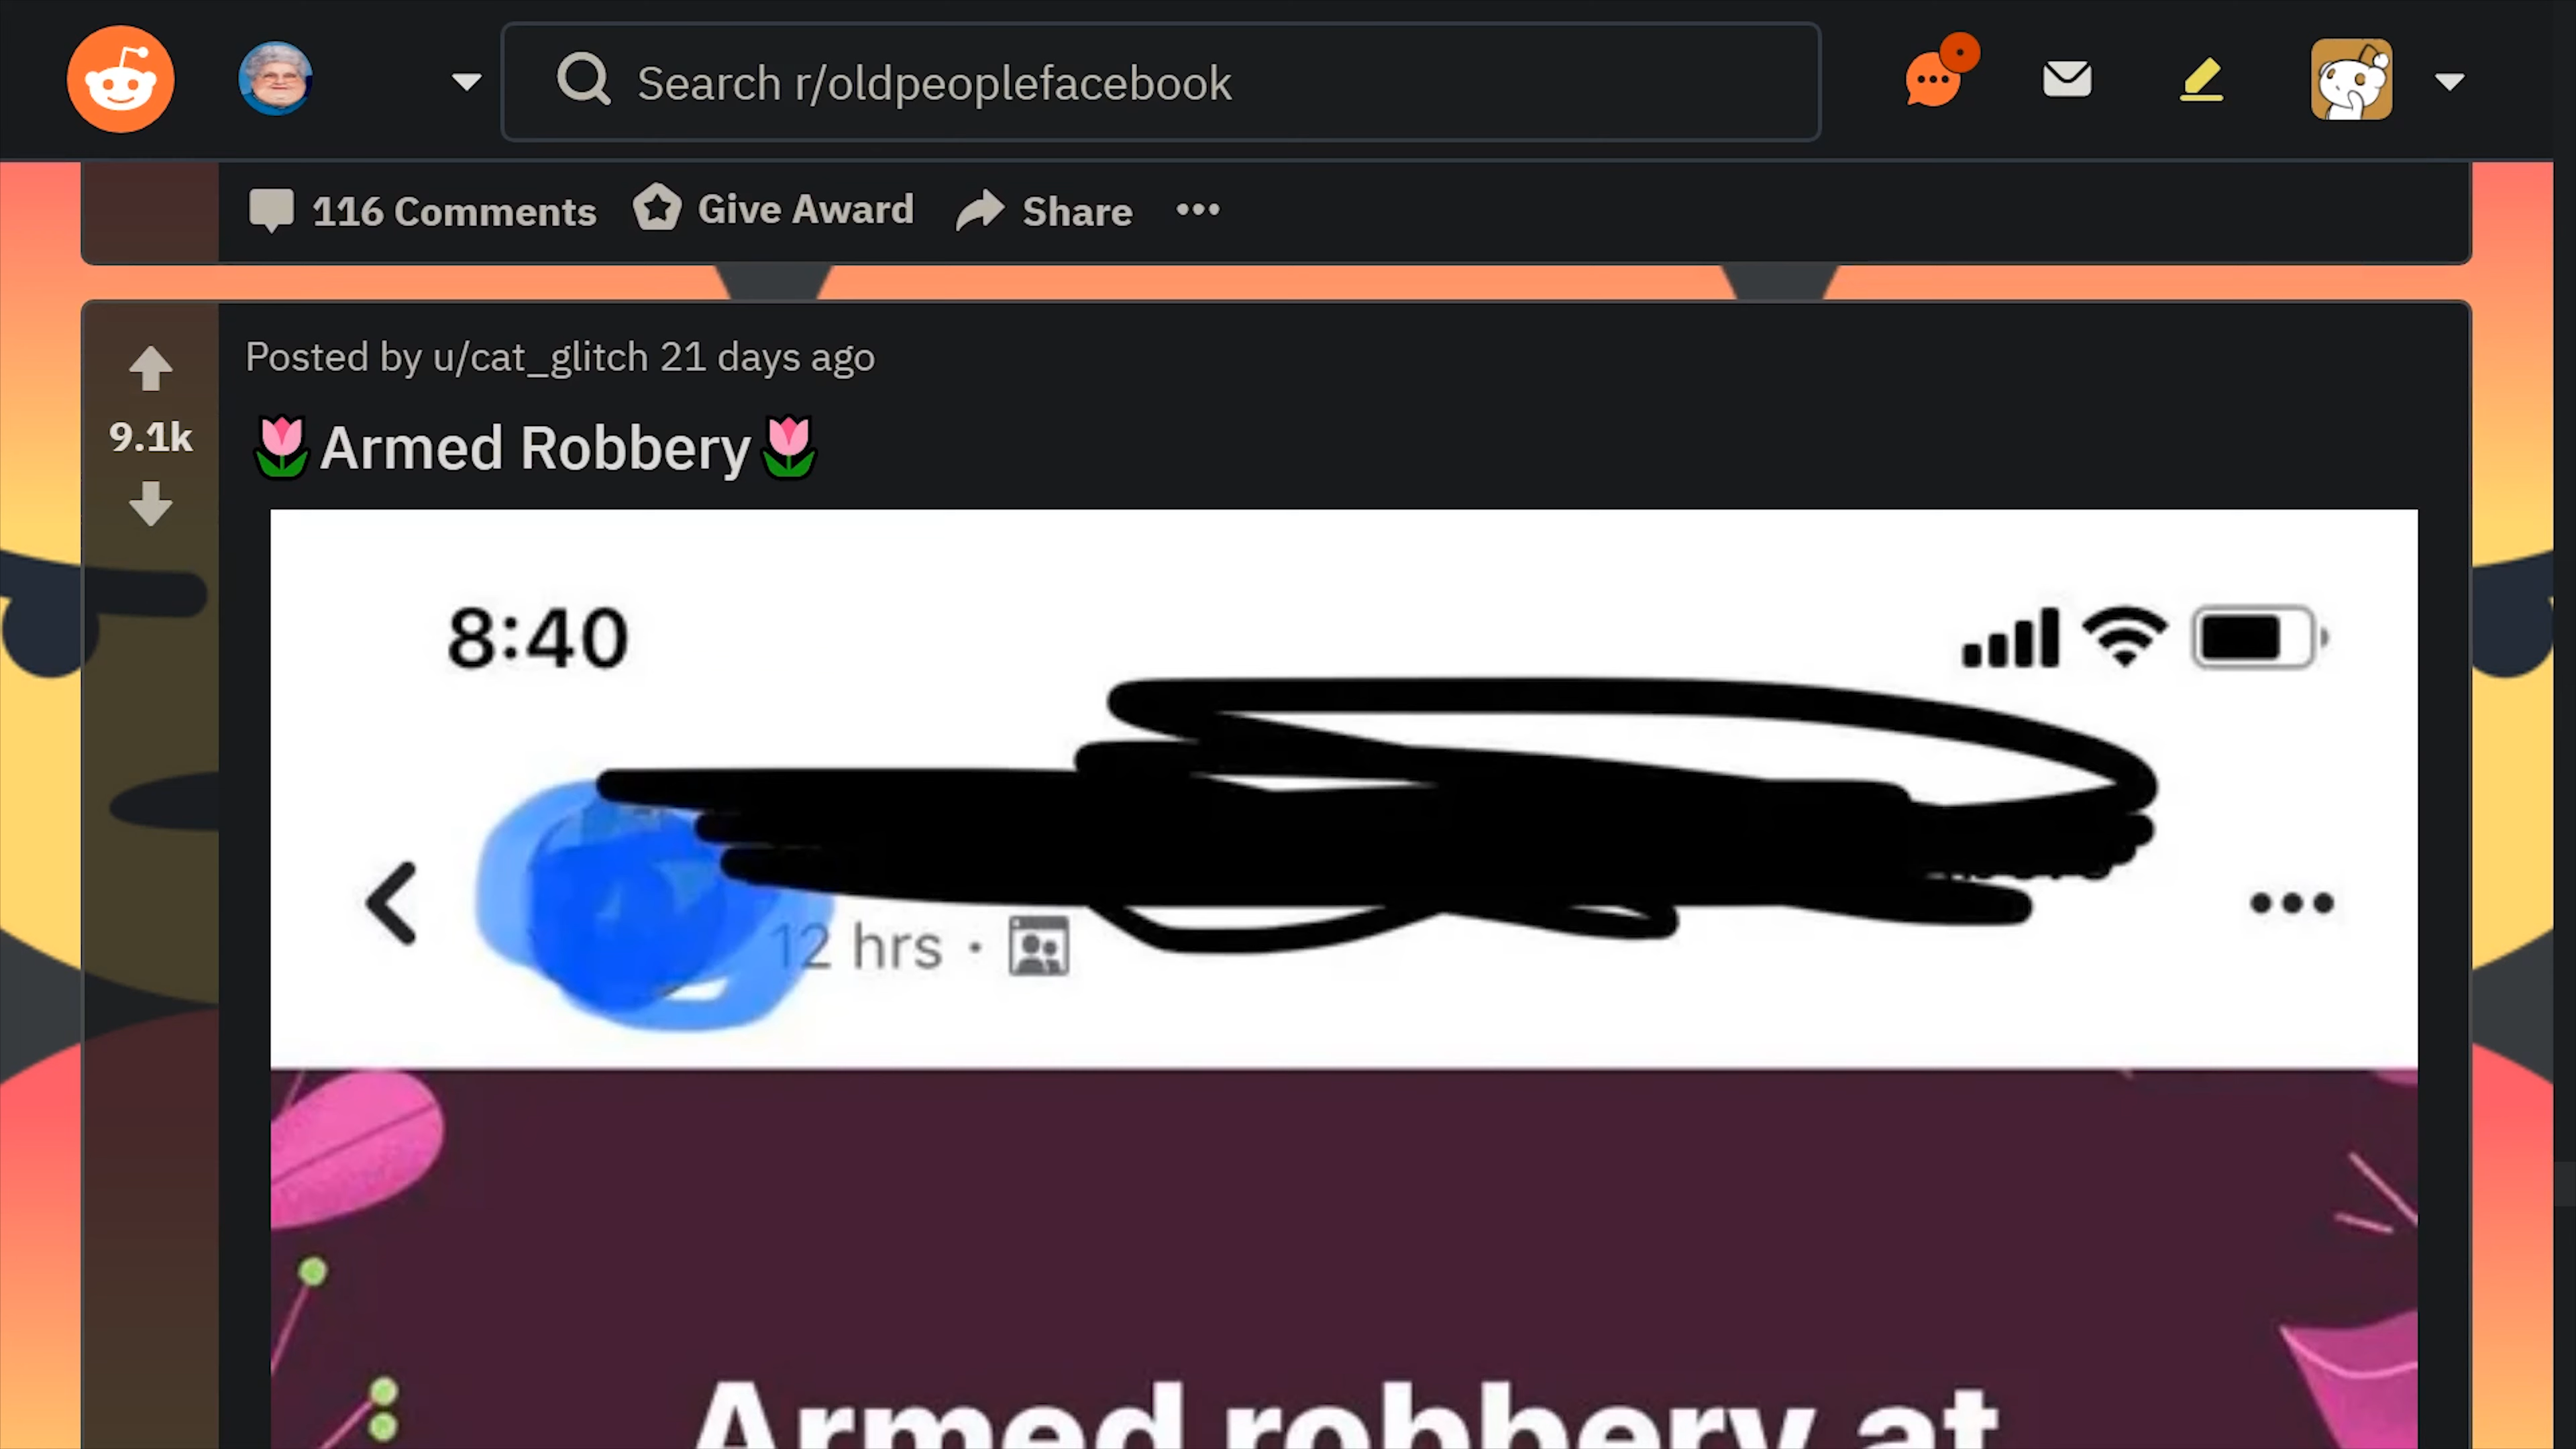 Search r/oldpeoplefacebook
116 Comments Give Award Share
Posted by u/cat_glitch 21 days ago
9.1k
🌷Armed Robbery🌷
8:40
12 hrs ·
Armed robbery at